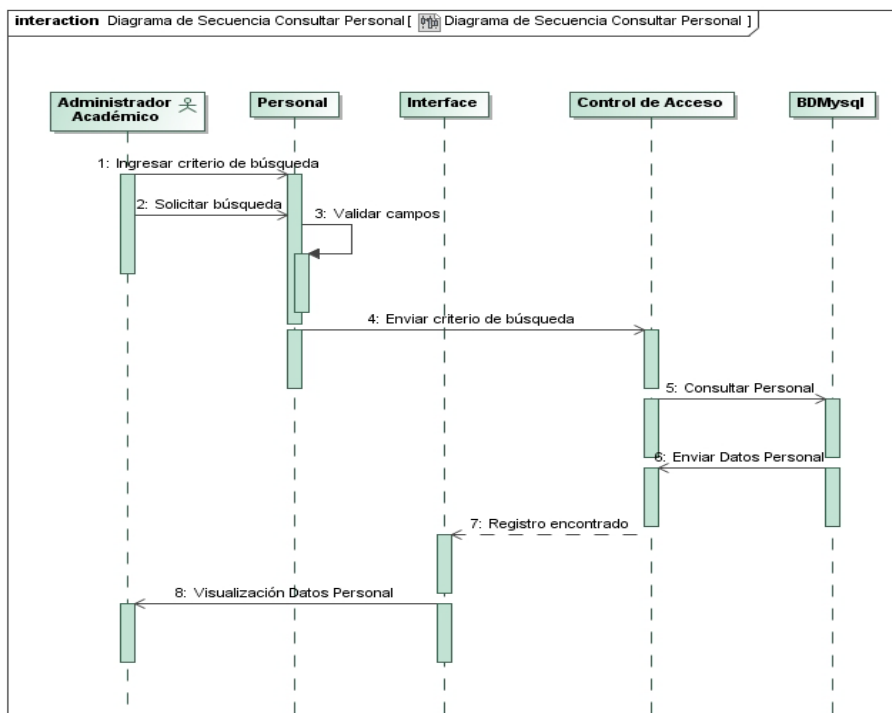 interaction Diagrama de Secuencia Consultar Personal[ Diagrama de Secuencia Consultar Personal ]
Administrador
Académico
Personal
Interface
Control de Acceso
BDMysql
1: Ingresar criterio de búsqueda
2: Solicitar búsqueda
3: Validar campos
4: Enviar criterio de búsqueda
5: Consultar Personal
6: Enviar Datos Personal
7: Registro encontrado
8: Visualización Datos Personal